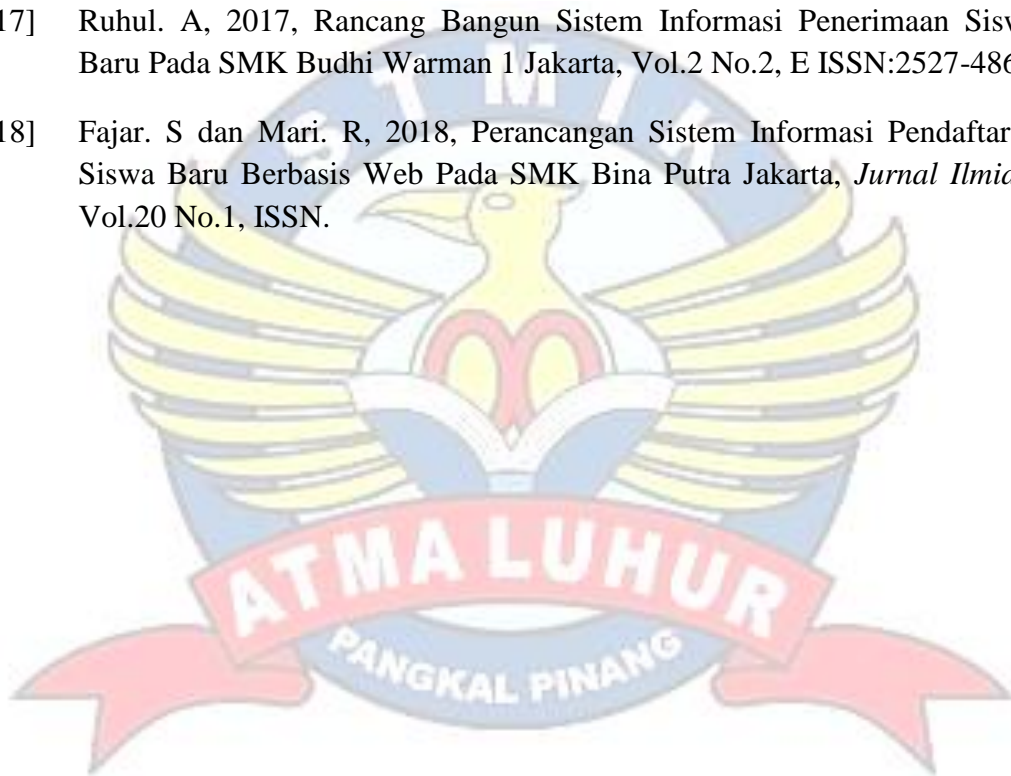 17] Ruhul. A, 2017, Rancang Bangun Sistem Informasi Penerimaan Sisw
Baru Pada SMK Budhi Warman 1 Jakarta, Vol.2 No.2, E ISSN:2527-486
18] Fajar. S dan Mari. R, 2018, Perancangan Sistem Informasi Pendaftar
Siswa Baru Berbasis Web Pada SMK Bina Putra Jakarta, Jurnal Ilmia
Vol.20 No.1, ISSN.
STMIK
ATMA LUHUR
PANGKAL PINANG